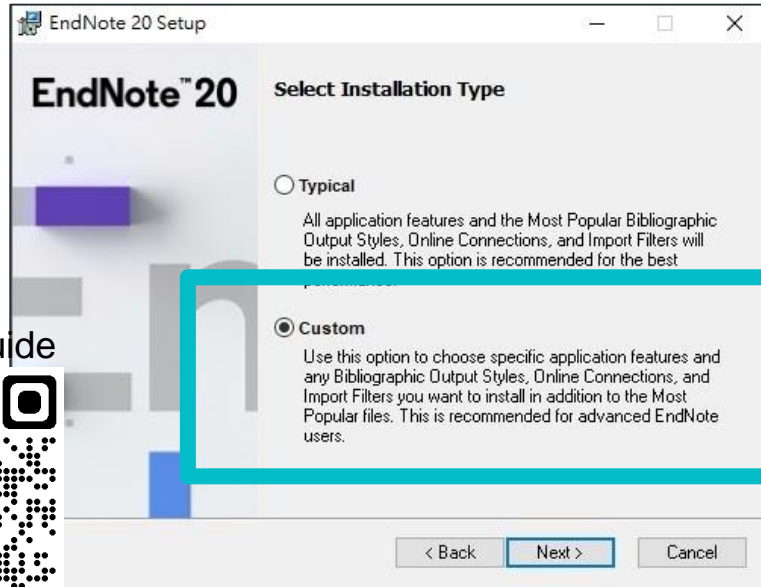 EndNote 20 Setup
EndNote™20
Select Installation Type
Typical
All application features and the Most Popular Bibliographic
Output Styles, Online Connections, and Import Filters will
be installed. This option is recommended for the best
Custom
Use this option to choose specific application features and
any Bibliographic Output Styles, Online Connections, and
Import Filters you want to install in addition to the Most
Popular files. This is recommended for advanced EndNote
users.
< Back
Next >
Cancel